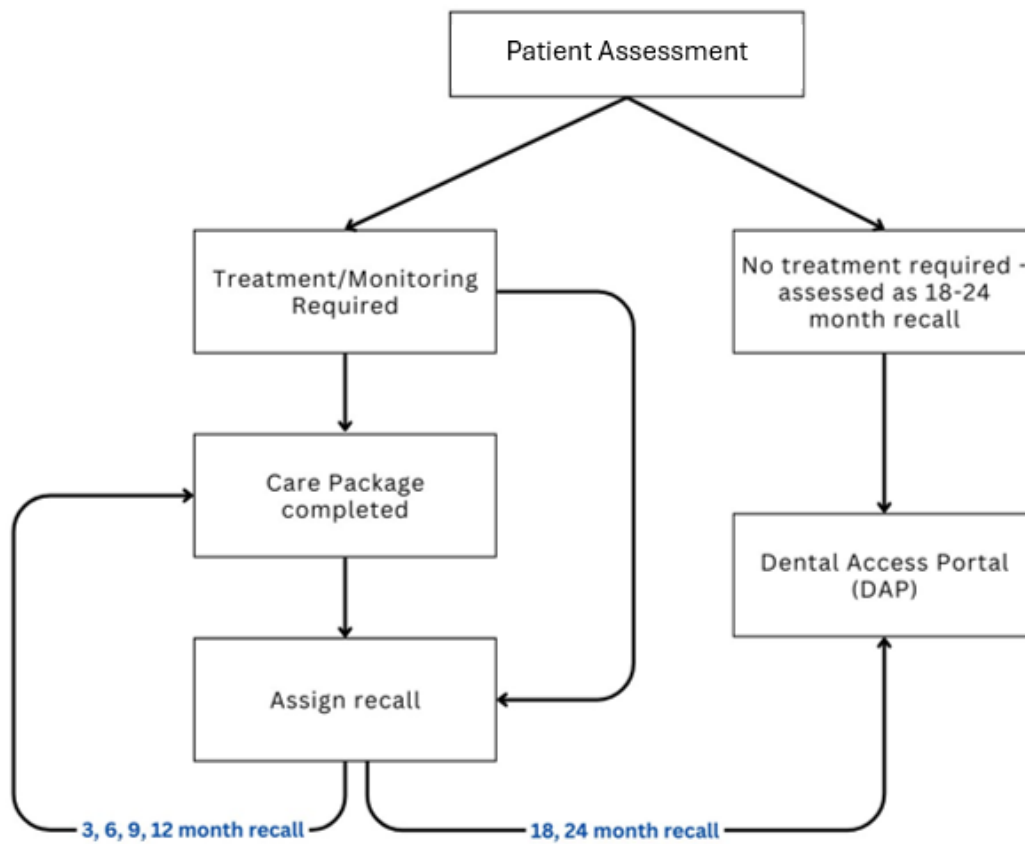 Patient Assessment
Treatment/Monitoring
Required
No treatment required -
assessed as 18-24
month recall
Care Package
completed
Dental Access Portal
(DAP)
Assign recall
3, 6, 9, 12 month recall
18, 24 month recall